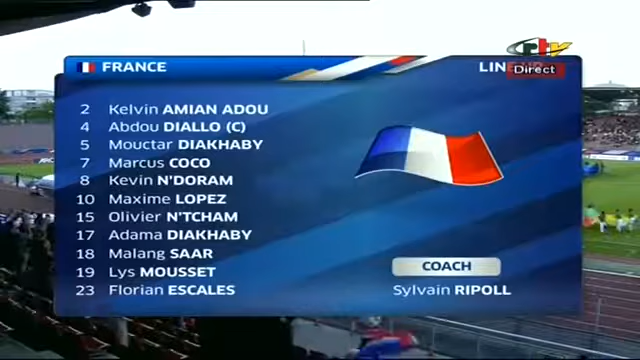 crtv
Direct
FRANCE
2 Kelvin AMIAN ADOU
4 Abdou DIALLO (C)
5 Mouctar DIAKHABY
7 Marcus COCO
8 Kevin N'DORAM
10 Maxime LOPEZ
15 Olivier N'TCHAM
17 Adama DIAKHABY
18 Malang SAAR
19 Lys MOUSSET
23 Florian ESCALES
COACH
Sylvain RIPOLL